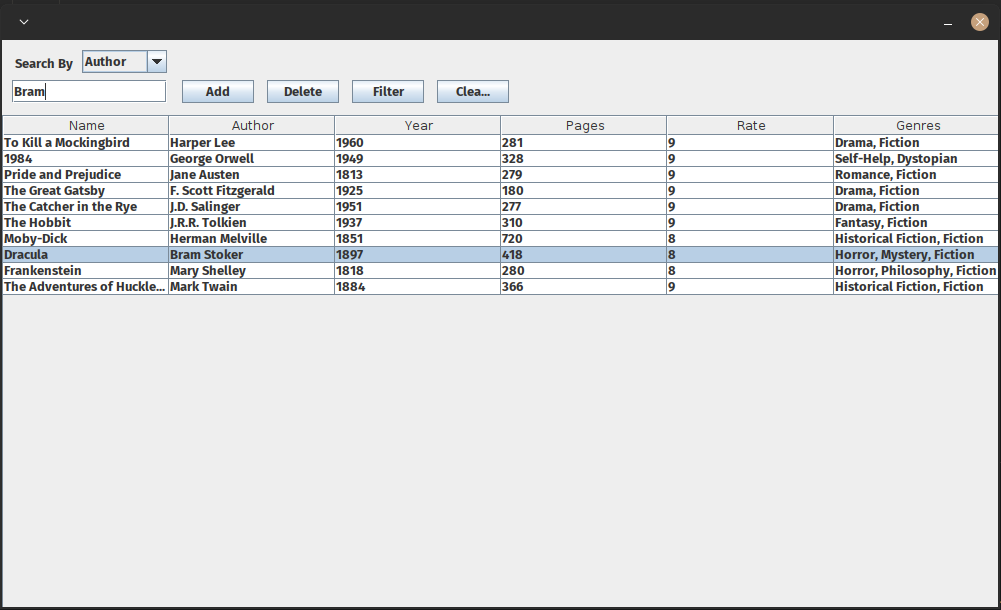 Search By Author
Bram Add Delete Filter Clea...
Name Author Year Pages Rate Genres
To Kill a Mockingbird Harper Lee 1960 281 9 Drama, Fiction
1984 George Orwell 1949 328 9 Self-Help, Dystopian
Pride and Prejudice Jane Austen 1813 279 9 Romance, Fiction
The Great Gatsby F. Scott Fitzgerald 1925 180 9 Drama, Fiction
The Catcher in the Rye J.D. Salinger 1951 277 9 Drama, Fiction
The Hobbit J.R.R. Tolkien 1937 310 9 Fantasy, Fiction
Moby-Dick Herman Melville 1851 720 8 Historical Fiction, Fiction
Dracula Bram Stoker 1897 418 8 Horror, Mystery, Fiction
Frankenstein Mary Shelley 1818 280 8 Horror, Philosophy, Fiction
The Adventures of Huckle... Mark Twain 1884 366 9 Historical Fiction, Fiction